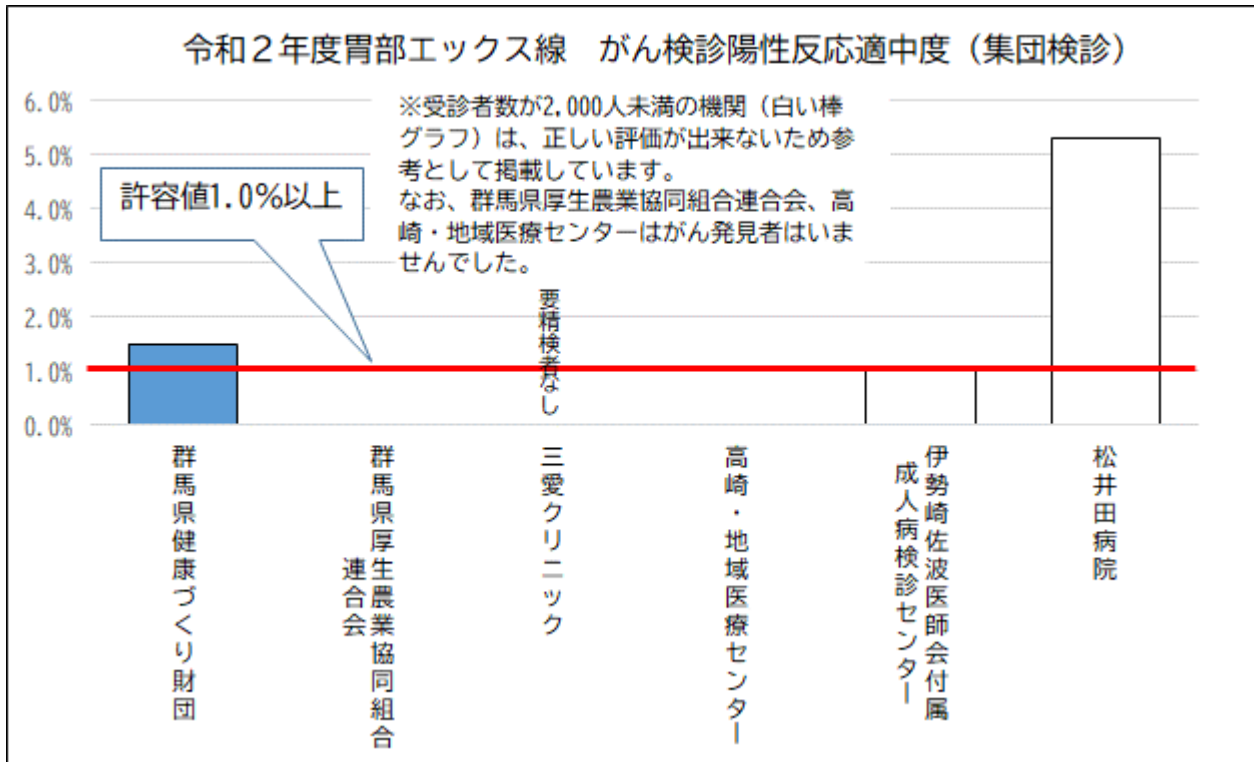 令和２年度胃部エックス線　がん検診陽性反応適中度（集団検診）
※受診者数が2,000人未満の機関（白い棒
グラフ）は、正しい評価が出来ないため参
考として掲載しています。
なお、群馬県厚生農業協同組合連合会、高
崎・地域医療センターはがん発見者はいま
せんでした。
許容値1.0%以上
6.0%
5.0%
4.0%
3.0%
2.0%
1.0%
0.0%
要精検者なし
群馬県健康づくり財団
群馬県厚生農業協同組合
連合会
三愛クリニック
高崎・地域医療センター
伊勢崎佐波医師会付属
成人病検診センター
松井田病院